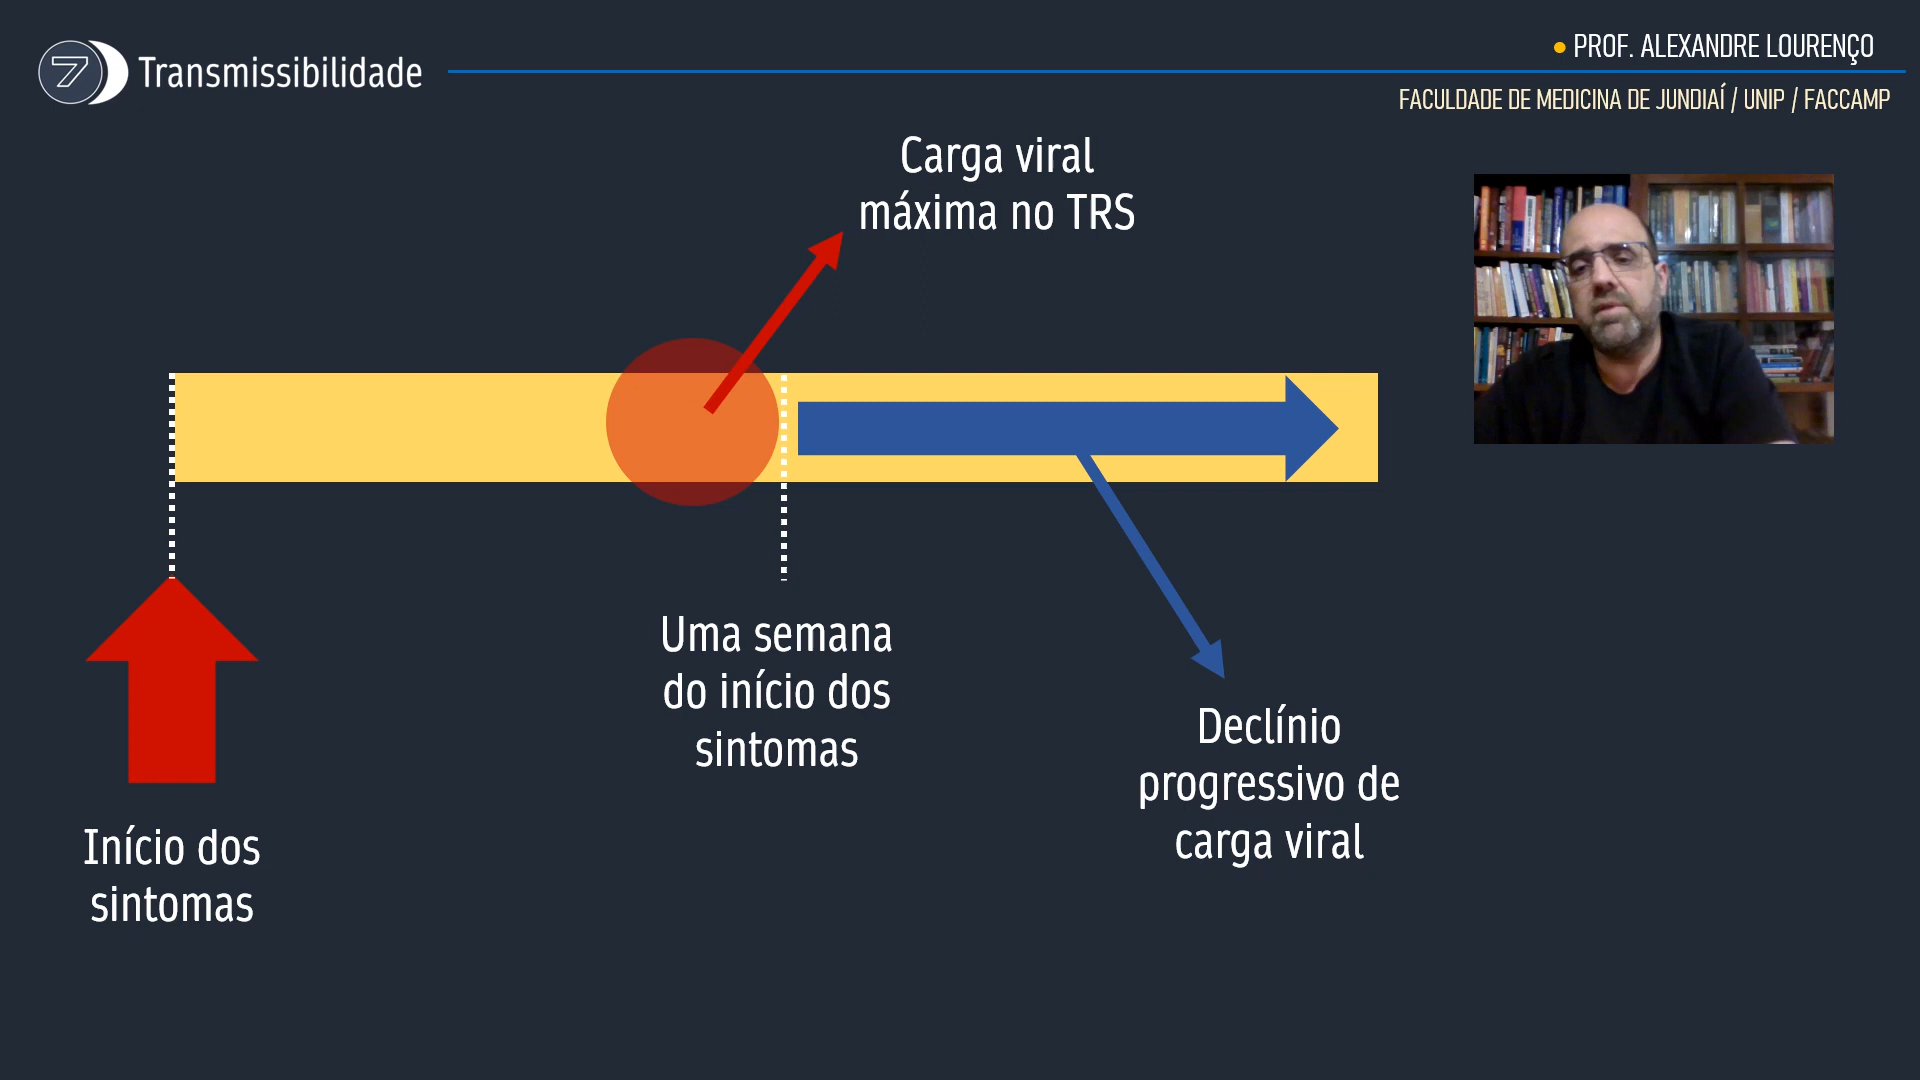 7 Transmissibilidade
• PROF. ALEXANDRE LOURENÇO
FACULDADE DE MEDICINA DE JUNDIAÍ / UNIP / FACCAMP
Carga viral
máxima no TRS
Uma semana
do início dos
sintomas
Declínio
progressivo de
carga viral
Início dos
sintomas